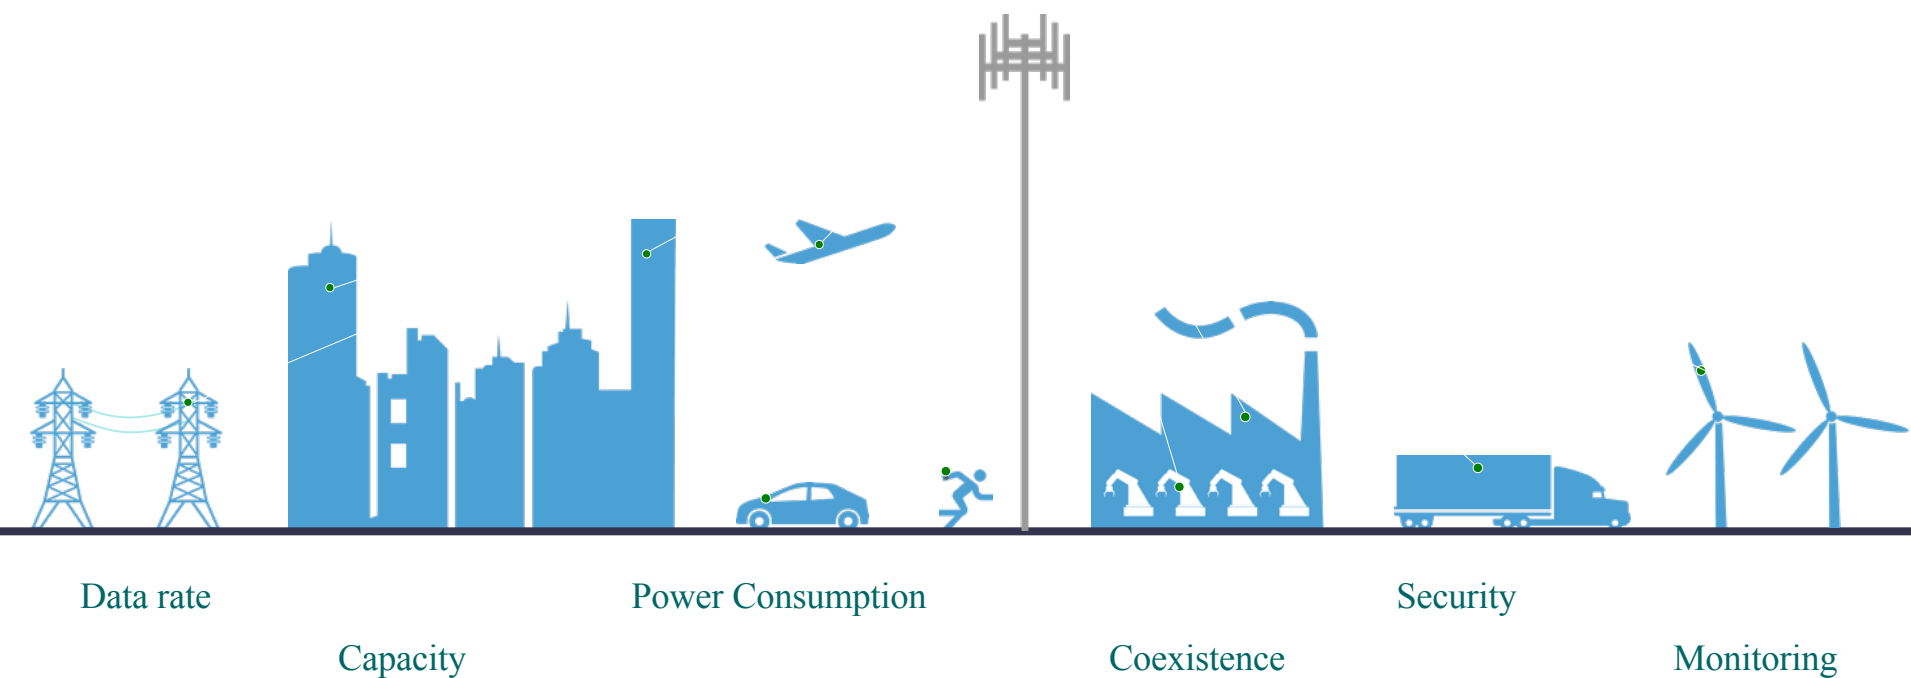 Data rate
Power Consumption
Security
Capacity
Coexistence
Monitoring